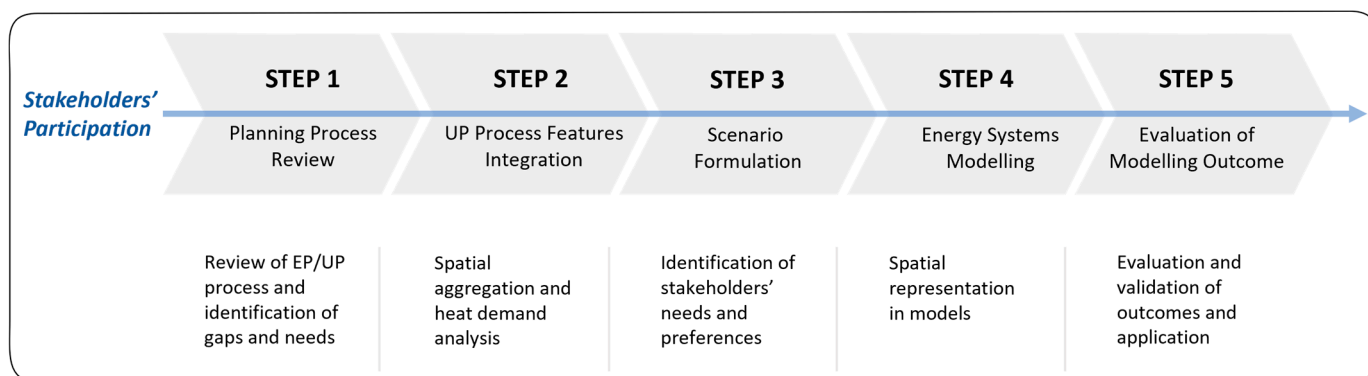 Stakeholders'
Participation
STEP 1
Planning Process
Review
STEP 2
UP Process Features
Integration
STEP 3
Scenario
Formulation
STEP 4
Energy Systems
Modelling
STEP 5
Evaluation of
Modelling Outcome
Review of EP/UP
process and
identification of
gaps and needs
Spatial
aggregation and
heat demand
analysis
Identification of
stakeholders'
needs and
preferences
Spatial
representation
in models
Evaluation and
validation of
outcomes and
application